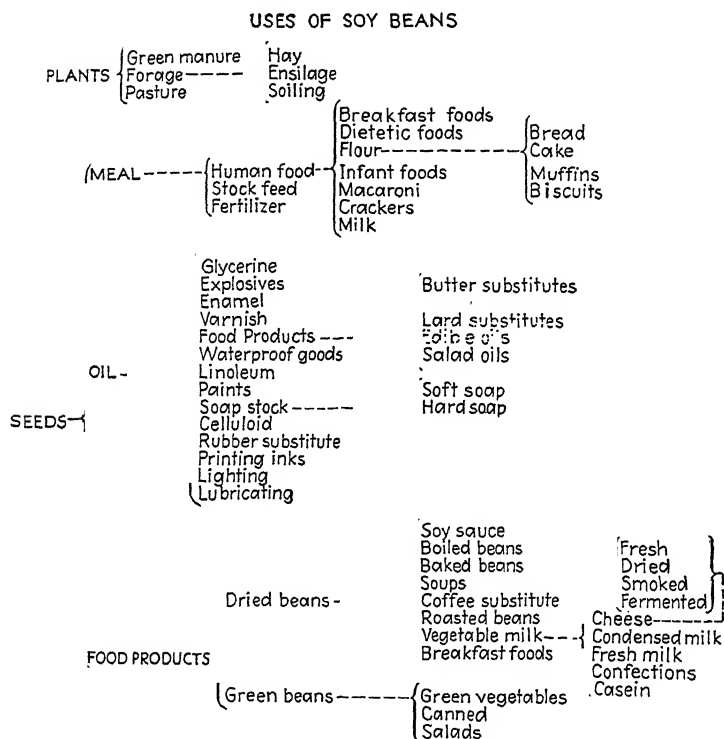 USES OF SOY BEANS
PLANTS
Green manure
Forage
Pasture
Hay
Ensilage
Soiling
SEEDS
MEAL
Human food
Stock feed
Fertilizer
Breakfast foods
Dietetic foods
Flour
Infant foods
Macaroni
Crackers
Milk
Bread
Cake
Muffins
Biscuits
OIL
Glycerine
Explosives
Enamel
Varnish
Food Products
Waterproof goods
Linoleum
Paints
Soap stock
Celluloid
Rubber substitute
Printing inks
Lighting
Lubricating
Butter substitutes
Lard substitutes
Salad oils
Soft soap
Hard soap
FOOD PRODUCTS
Dried beans
Soy sauce
Boiled beans
Baked beans
Soups
Coffee substitute
Roasted beans
Vegetable milk
Breakfast foods
Cheese
Condensed milk
Fresh milk
Confections
Casein
Fresh
Dried
Smoked
Fermented
Green beans
Green vegetables
Canned
Salads